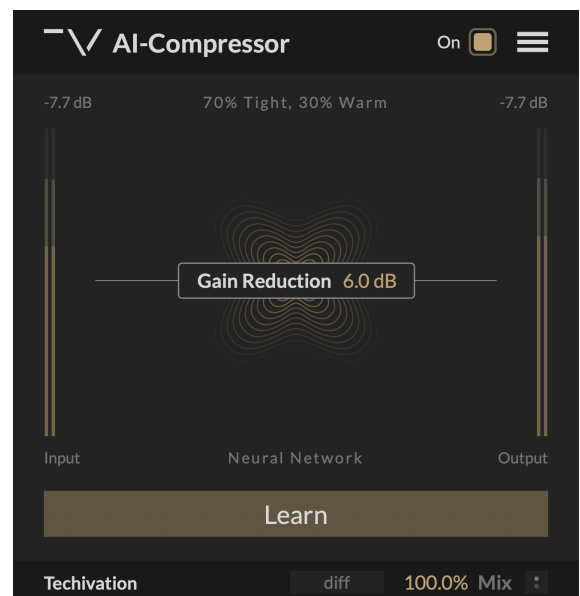 AI-Compressor On
-7.7 dB 70% Tight, 30% Warm -7.7 dB
Gain Reduction 6.0 dB
Input Neural Network Output
Learn
Techivation diff 100.0% Mix